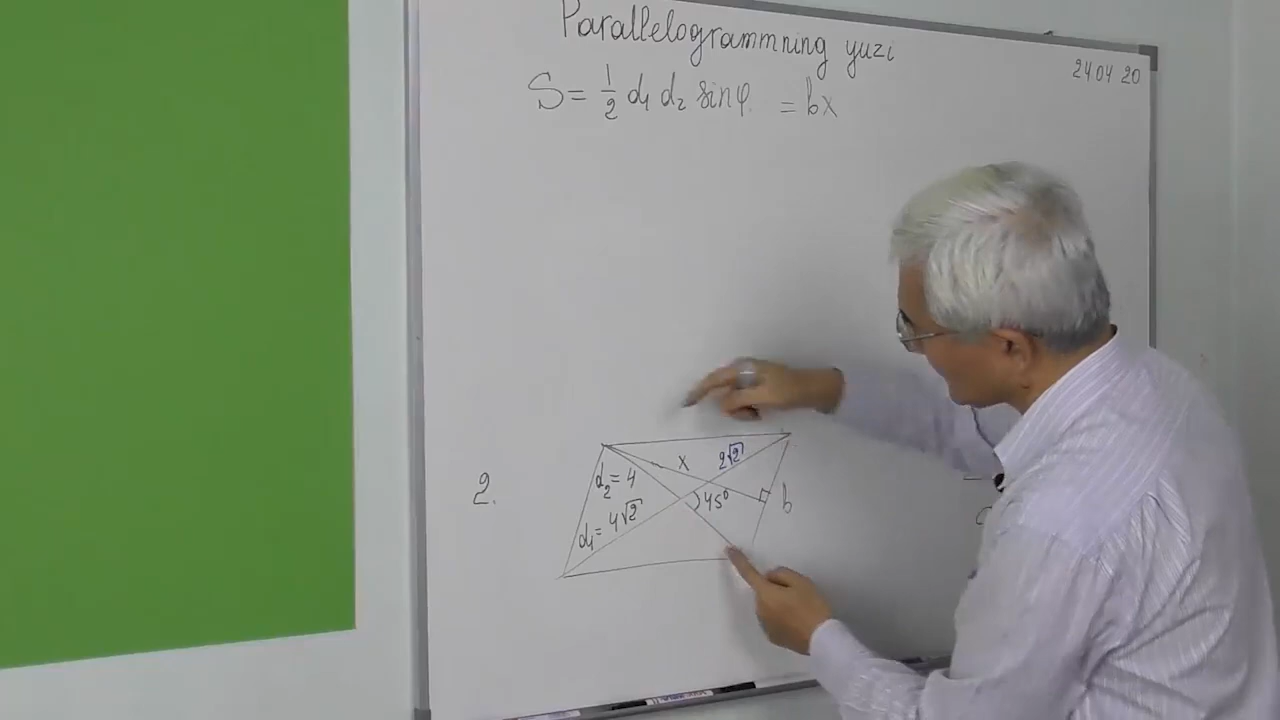 Parallelogrammning yuzi
24.04 20
S = 1/2 d₁ d₂ sinφ. = bx
2.
d₂ = 4
x
2√2
d₁ = 4√2
45°
b